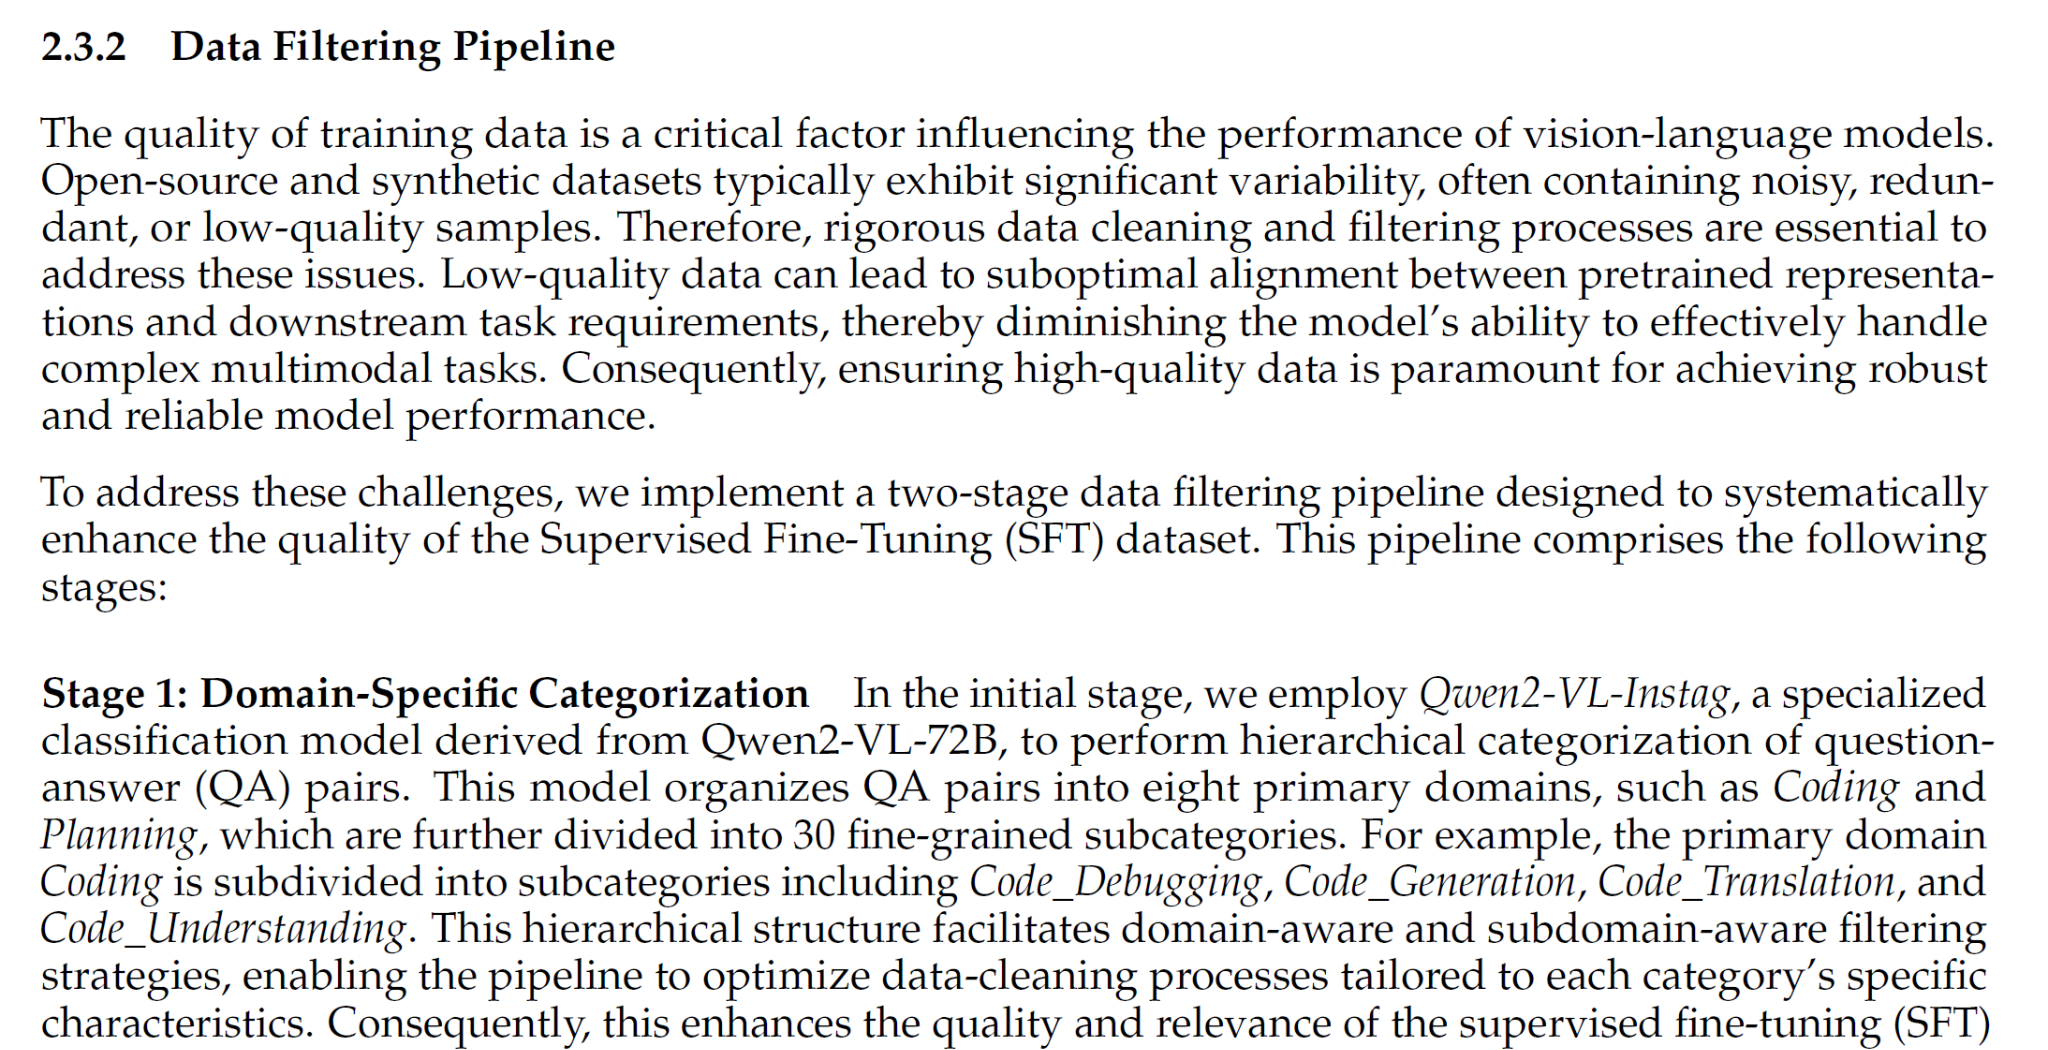 2.3.2 Data Filtering Pipeline
The quality of training data is a critical factor influencing the performance of vision-language models.
Open-source and synthetic datasets typically exhibit significant variability, often containing noisy, redun-
dant, or low-quality samples. Therefore, rigorous data cleaning and filtering processes are essential to
address these issues. Low-quality data can lead to suboptimal alignment between pretrained representa-
tions and downstream task requirements, thereby diminishing the model's ability to effectively handle
complex multimodal tasks. Consequently, ensuring high-quality data is paramount for achieving robust
and reliable model performance.
To address these challenges, we implement a two-stage data filtering pipeline designed to systematically
enhance the quality of the Supervised Fine-Tuning (SFT) dataset. This pipeline comprises the following
stages:
Stage 1: Domain-Specific Categorization In the initial stage, we employ Qwen2-VL-Instag, a specialized
classification model derived from Qwen2-VL-72B, to perform hierarchical categorization of question-
answer (QA) pairs. This model organizes QA pairs into eight primary domains, such as Coding and
Planning, which are further divided into 30 fine-grained subcategories. For example, the primary domain
Coding is subdivided into subcategories including Code_Debugging, Code_Generation, Code_Translation, and
Code_Understanding. This hierarchical structure facilitates domain-aware and subdomain-aware filtering
strategies, enabling the pipeline to optimize data-cleaning processes tailored to each category's specific
characteristics. Consequently, this enhances the quality and relevance of the supervised fine-tuning (SFT)